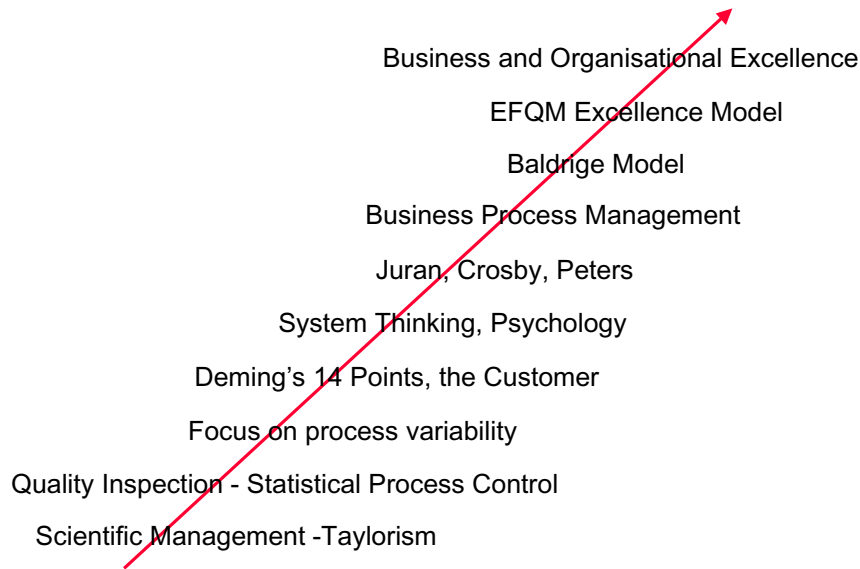 Business and Organisational Excellence
EFQM Excellence Model
Baldrige Model
Business Process Management
Juran, Crosby, Peters
System Thinking, Psychology
Deming’s 14 Points, the Customer
Focus on process variability
Quality Inspection - Statistical Process Control
Scientific Management -Taylorism